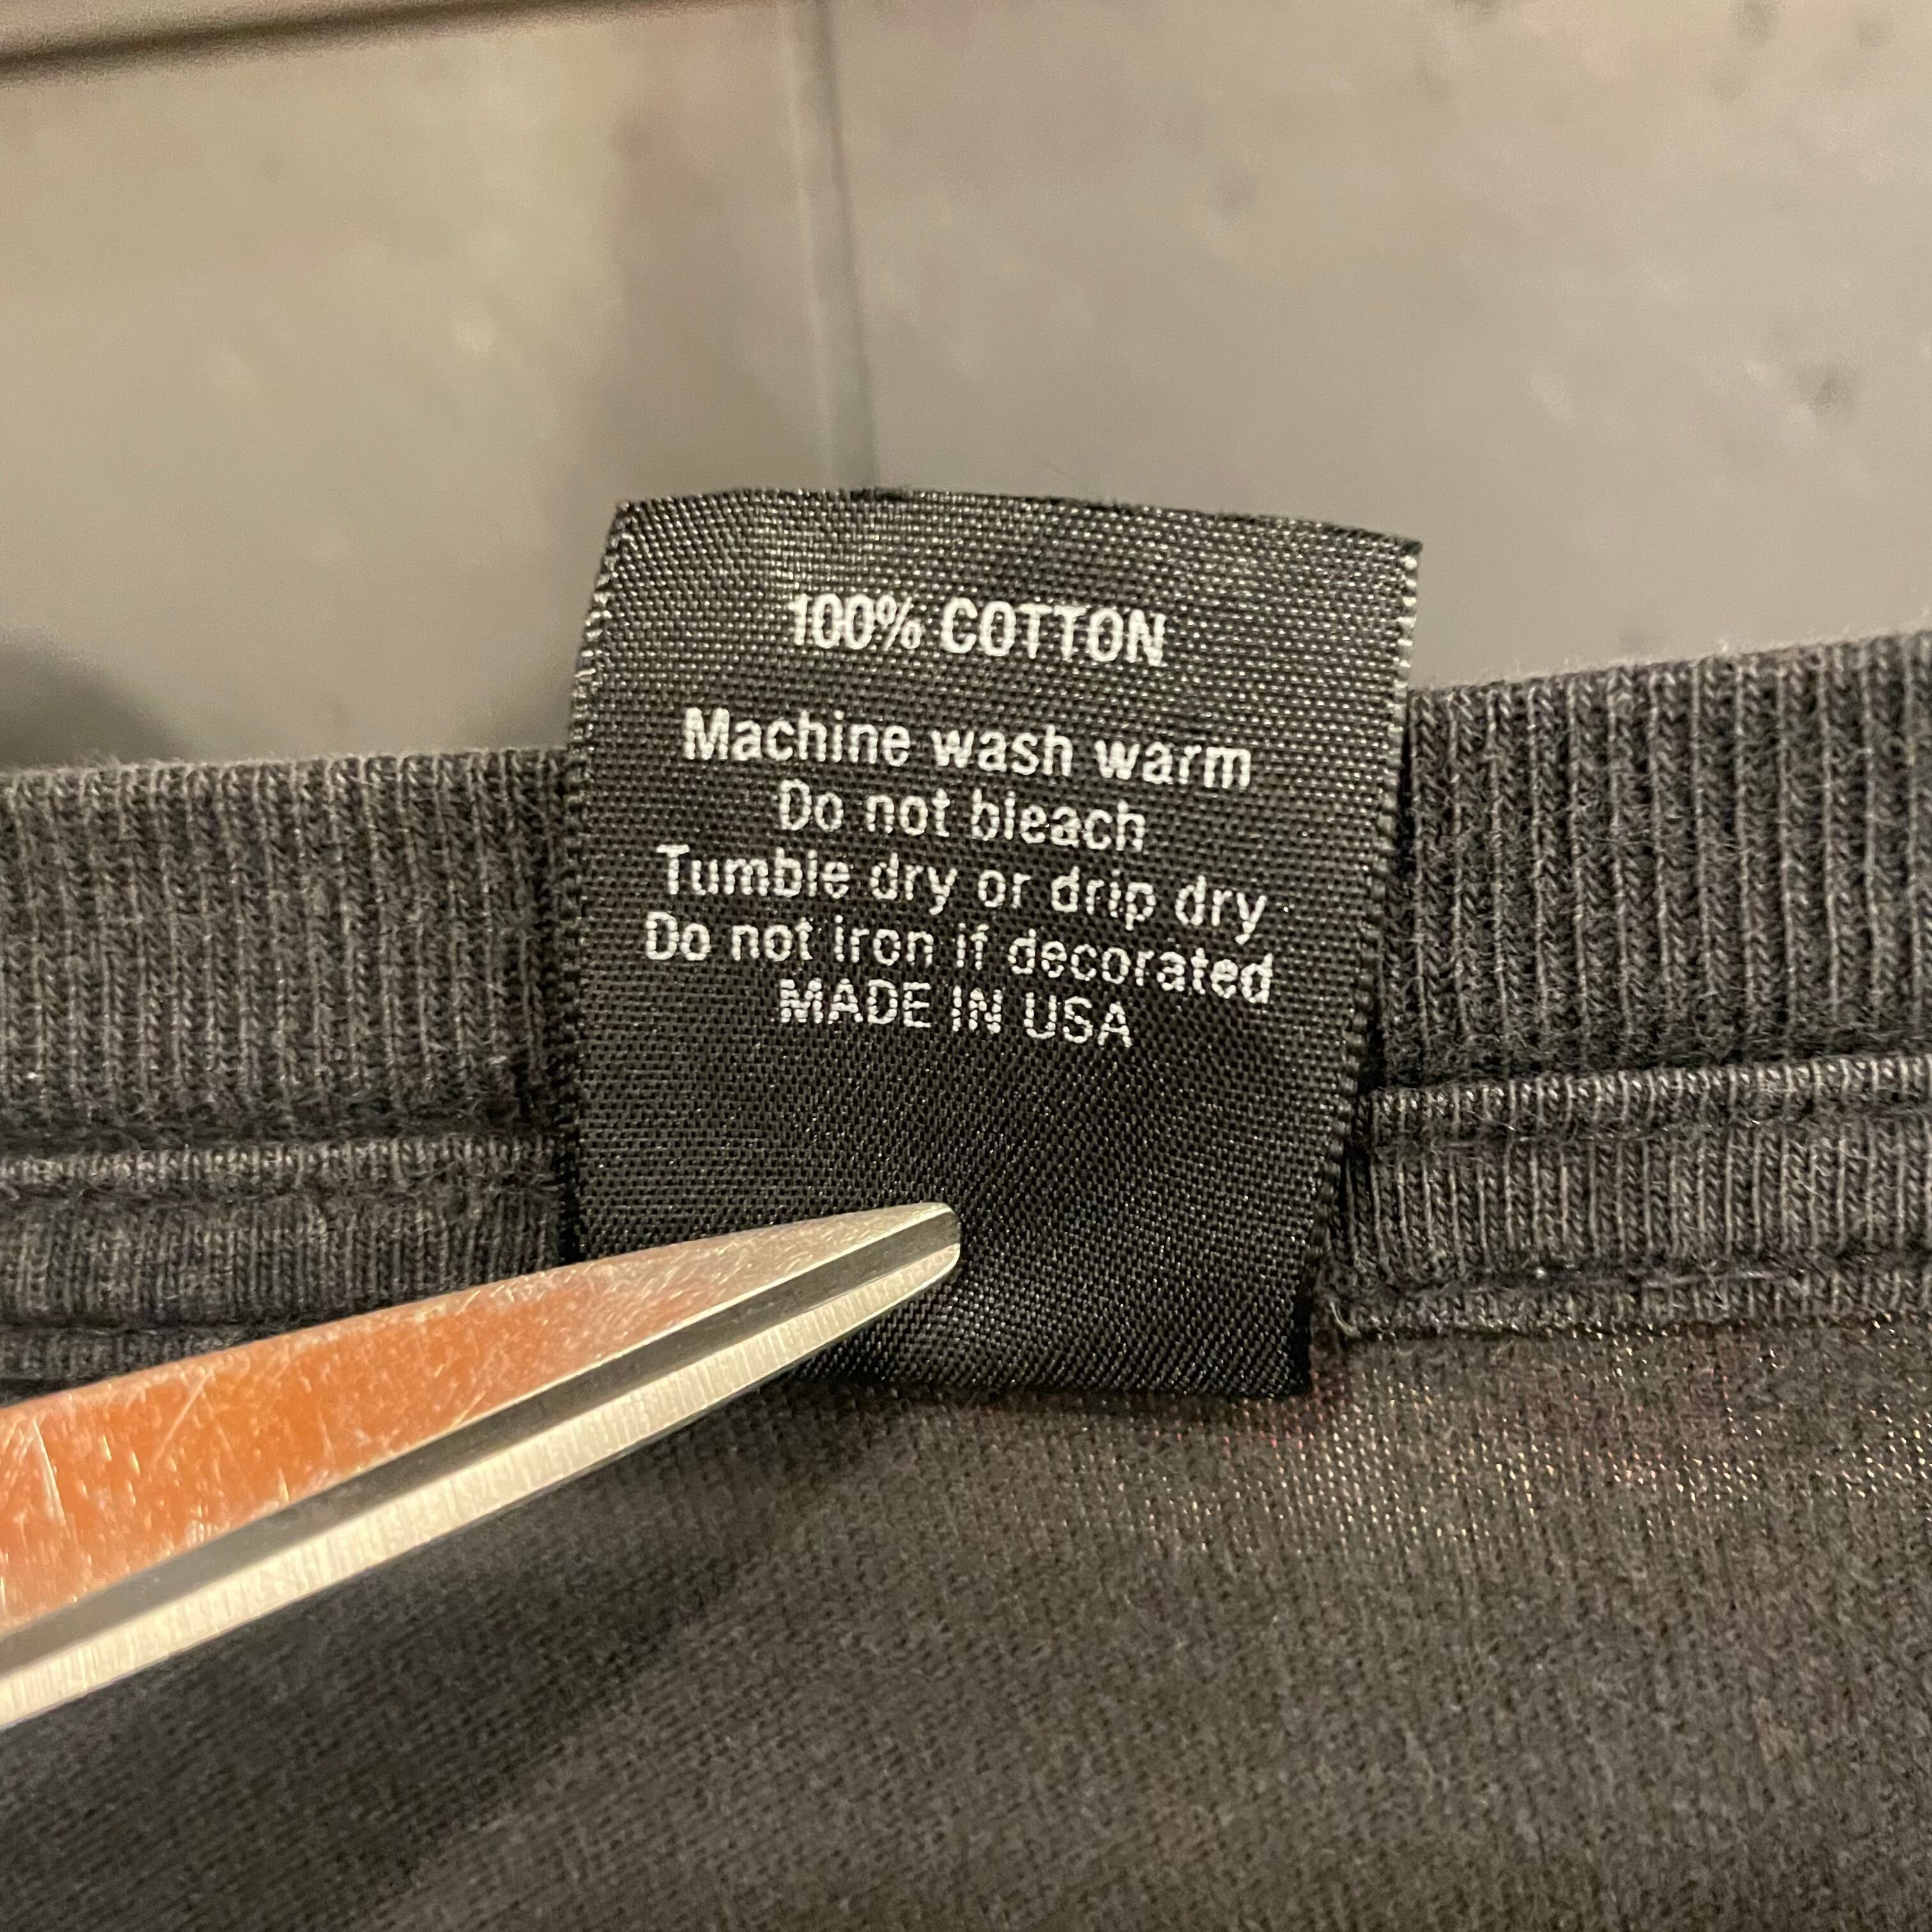 100% COTTON
Machine wash warm
Do not bleach
Tumble dry or drip dry
Do not iron if decorated
MADE IN USA